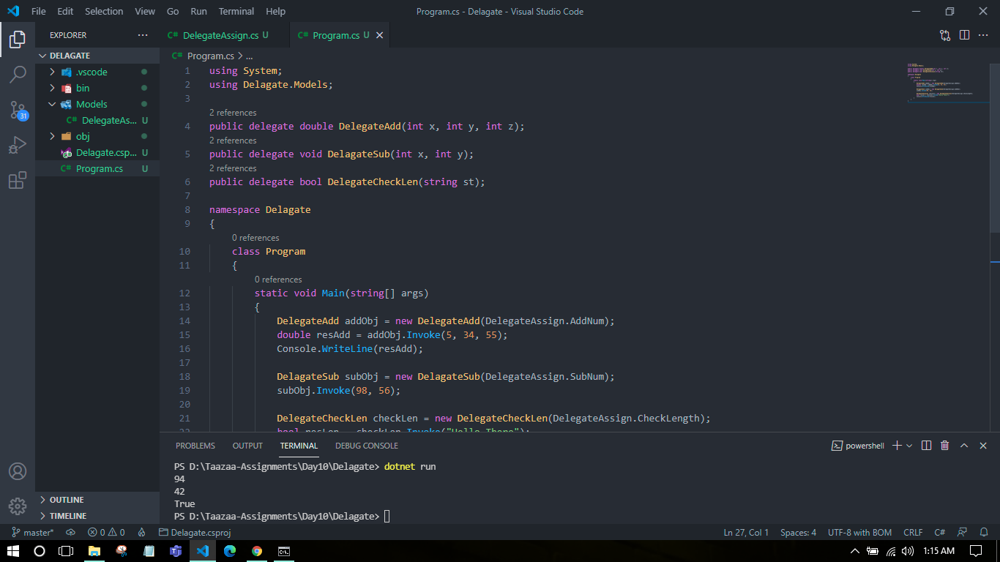 File Edit Selection View Go Run Terminal Help Program.cs - Delagate - Visual Studio Code
EXPLORER ...
C# DelegateAssign.cs U C# Program.cs U
DELAGATE
.vscode
bin
Models
C# DelegateAs... U
obj
Delagate.csp... U
C# Program.cs U
31
OUTLINE
TIMELINE
C# Program.cs > ...
1 using System;
2 using Delagate.Models;
3
2 references
4 public delegate double DelegateAdd(int x, int y, int z);
2 references
5 public delegate void DelagateSub(int x, int y);
2 references
6 public delegate bool DelegateCheckLen(string st);
7
8 namespace Delagate
9 {
0 references
10 class Program
11 {
0 references
12 static void Main(string[] args)
13 {
14 DelegateAdd addObj = new DelegateAdd(DelegateAssign.AddNum);
15 double resAdd = addObj.Invoke(5, 34, 55);
16 Console.WriteLine(resAdd);
17
18 DelagateSub subObj = new DelagateSub(DelegateAssign.SubNum);
19 subObj.Invoke(98, 56);
20
21 DelegateCheckLen checkLen = new DelegateCheckLen(DelegateAssign.CheckLength);
22 bool resLen = checkLen.Invoke("Hello There");
PROBLEMS OUTPUT TERMINAL DEBUG CONSOLE powershell
PS D:\Taazaa-Assignments\Day10\Delagate> dotnet run
94
42
True
PS D:\Taazaa-Assignments\Day10\Delagate>
master* 0 0 Delagate.csproj Ln 27, Col 1 Spaces: 4 UTF-8 with BOM CRLF C#
1:15 AM